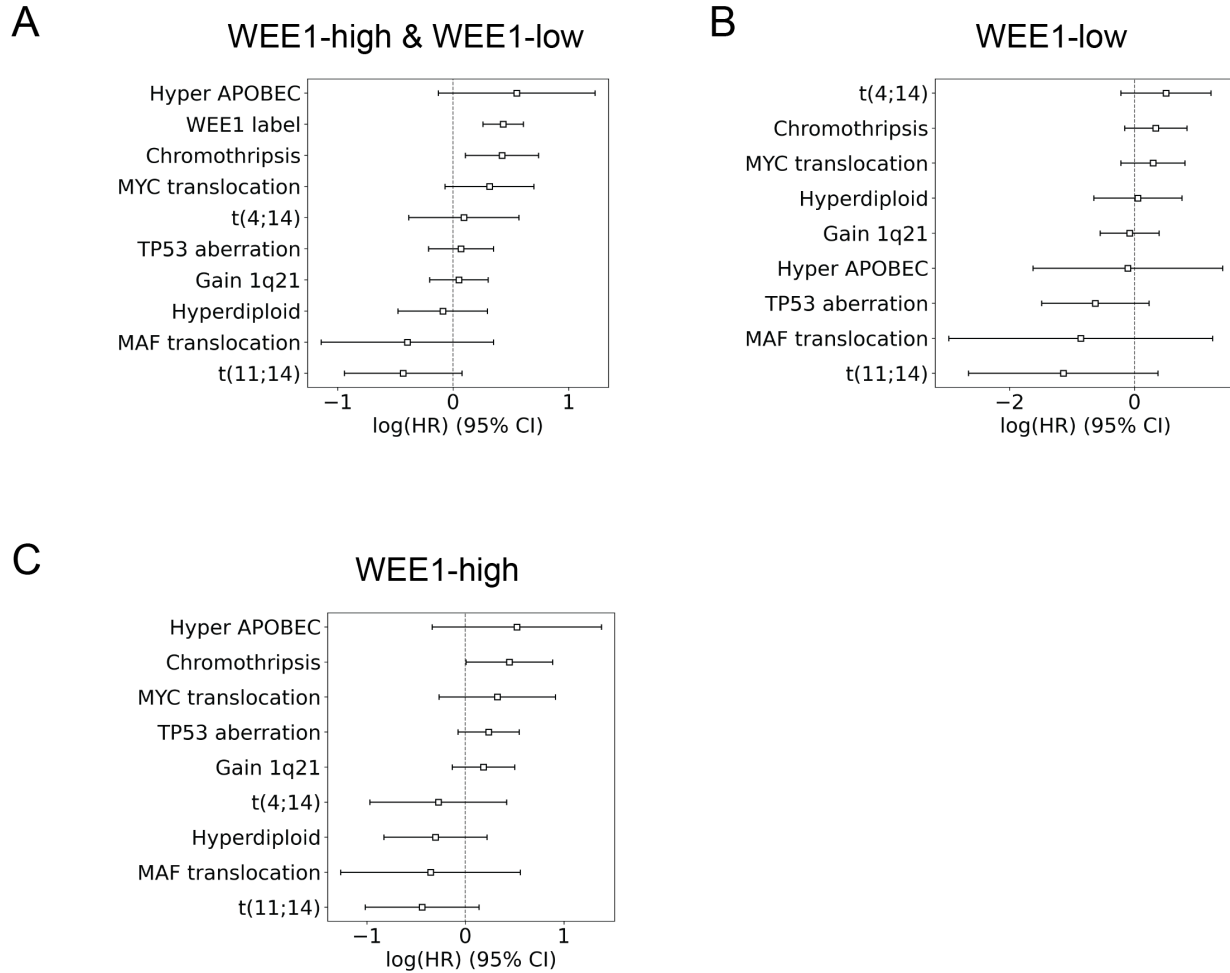 A
WEE1-high & WEE1-low
Hyper APOBEC
WEE1 label
Chromothripsis
MYC translocation
t(4;14)
TP53 aberration
Gain 1q21
Hyperdiploid
MAF translocation
t(11;14)
−1 0 1
log(HR) (95% CI)
B
WEE1-low
t(4;14)
Chromothripsis
MYC translocation
Hyperdiploid
Gain 1q21
Hyper APOBEC
TP53 aberration
MAF translocation
t(11;14)
−2 0
log(HR) (95% CI)
C
WEE1-high
Hyper APOBEC
Chromothripsis
MYC translocation
TP53 aberration
Gain 1q21
t(4;14)
Hyperdiploid
MAF translocation
t(11;14)
−1 0 1
log(HR) (95% CI)